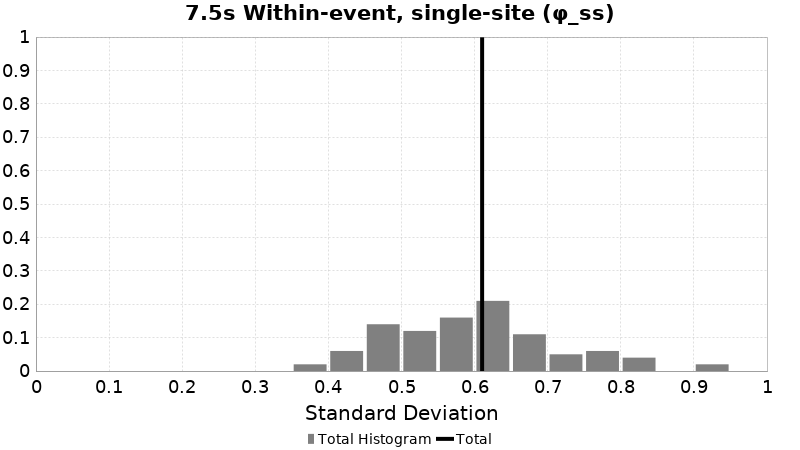 7.5s Within-event, single-site (φ_ss)
1
0.9
0.8
0.7
0.6
0.5
0.4
0.3
0.2
0.1
0
0 0.1 0.2 0.3 0.4 0.5 0.6 0.7 0.8 0.9 1
Standard Deviation
Total Histogram Total